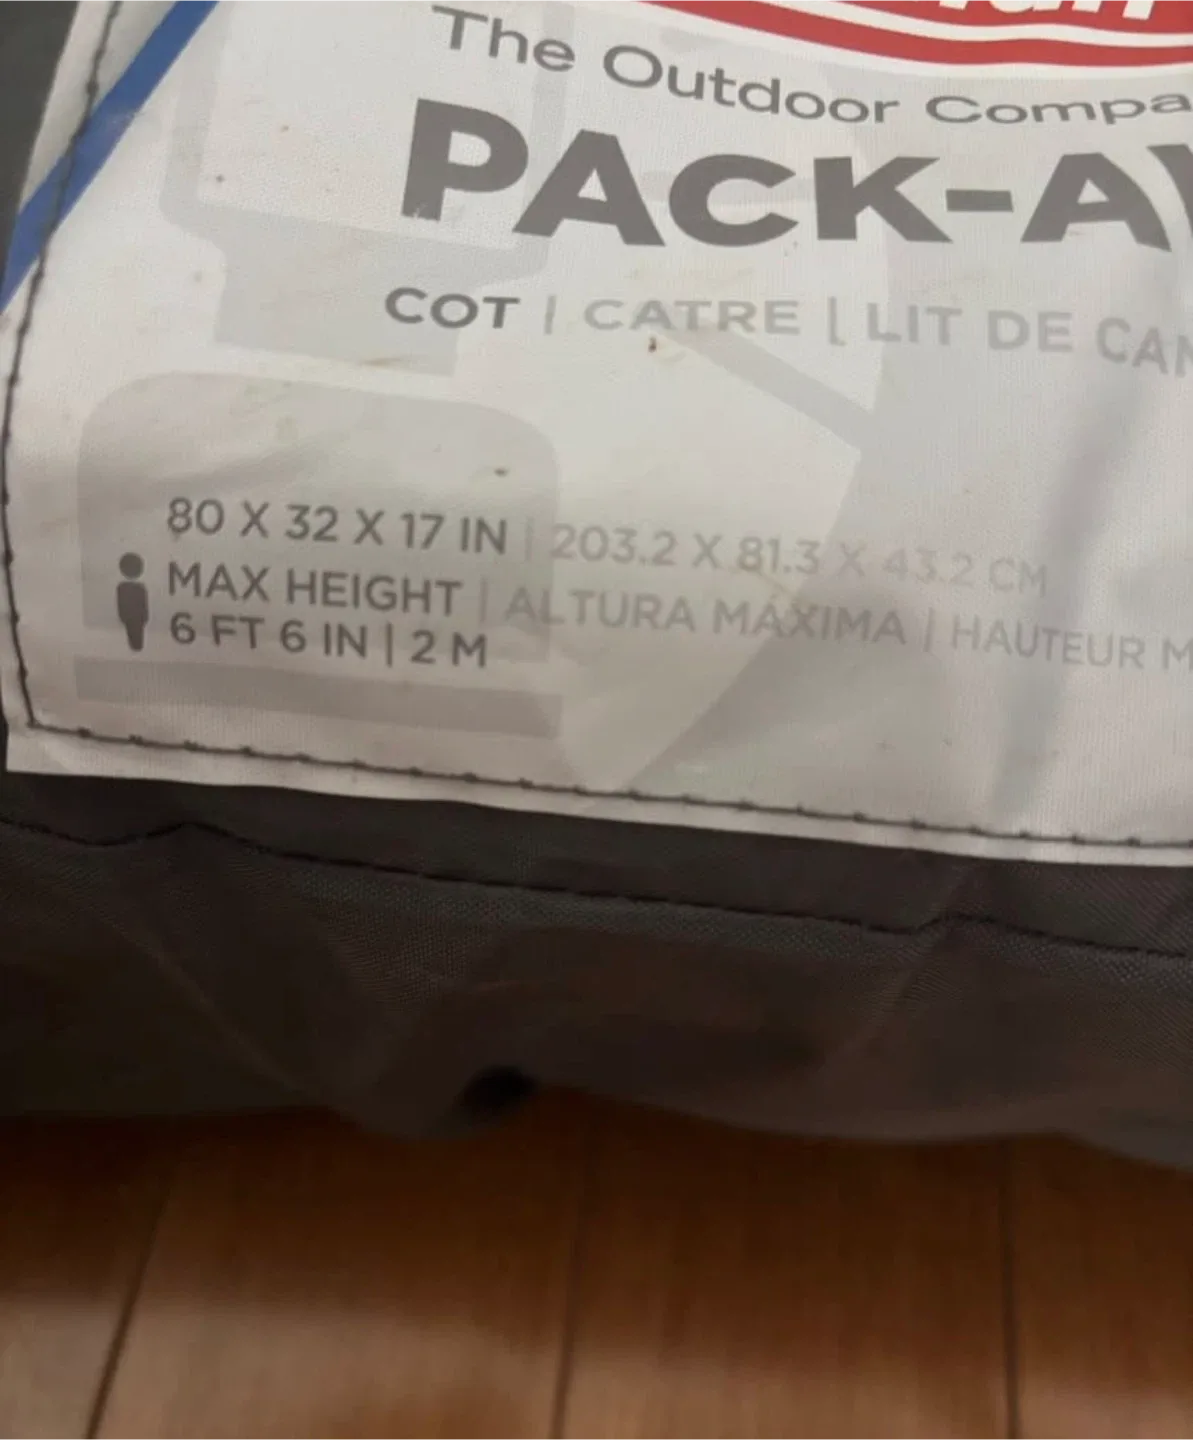 The Outdoor Compa
PACK-A
COT | CATRE | LIT DE CAN
80 X 32 X 17 IN | 203.2 X 81.3 X 43.2 CM
MAX HEIGHT | ALTURA MÁXIMA | HAUTEUR M
6 FT 6 IN | 2 M